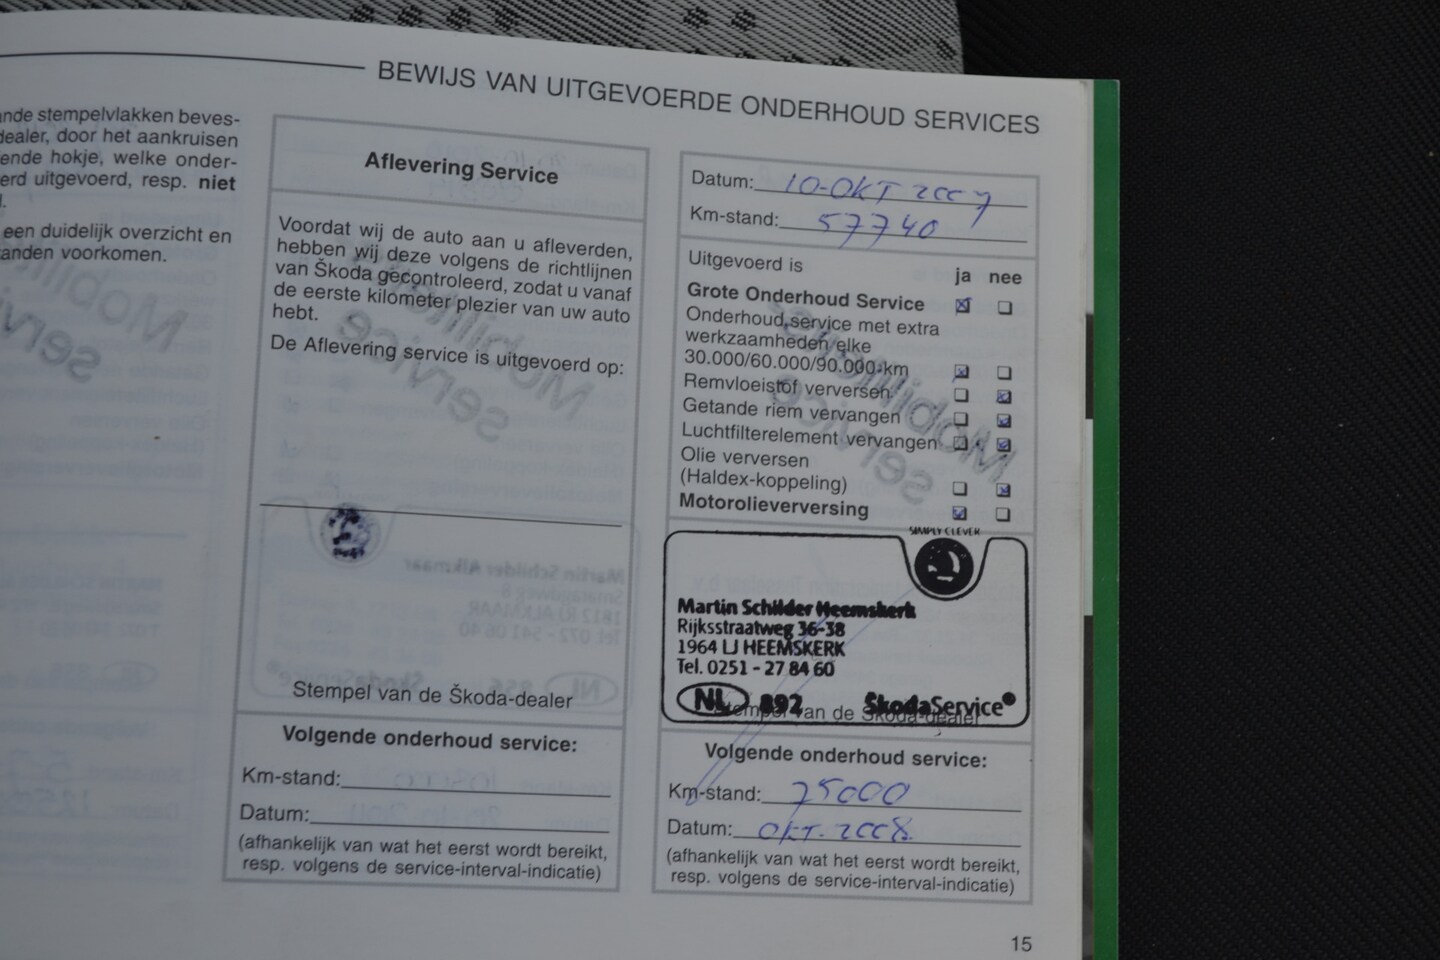 BEWIJS VAN UITGEVOERDE ONDERHOUD SERVICES
ande stempelvlakken beves-
dealer, door het aankruisen
ende hokje, welke onder-
erd uitgevoerd, resp. niet
een duidelijk overzicht en
anden voorkomen.
Aflevering Service
Voordat wij de auto aan u afleverden,
hebben wij deze volgens de richtlijnen
van Škoda gecontroleerd, zodat u vanaf
de eerste kilometer plezier van uw auto
hebt.
De Aflevering service is uitgevoerd op:
Stempel van de Škoda-dealer
Volgende onderhoud service:
Km-stand:
Datum:
(afhankelijk van wat het eerst wordt bereikt,
resp. volgens de service-interval-indicatie)
Datum: 10-OKT 2007
Km-stand: 57740
Uitgevoerd is ja nee
Grote Onderhoud Service
Onderhoud service met extra
werkzaamheden elke
30.000/60.000/90.000 km
Remvloeistof verversen
Getande riem vervangen
Luchtfilterelement vervangen
Olie verversen
(Haldex-koppeling)
Motorolieverversing
SIMPLY CLEVER
Martin Schilder Heemskerk
Rijksstraatweg 36-38
1964 LJ HEEMSKERK
Tel. 0251 - 27 84 60
NL 892 ŠkodaService®
Stempel van de Škoda-dealer
Volgende onderhoud service:
Km-stand: 75000
Datum: OKT. 2008
(afhankelijk van wat het eerst wordt bereikt,
resp. volgens de service-interval-indicatie)
15